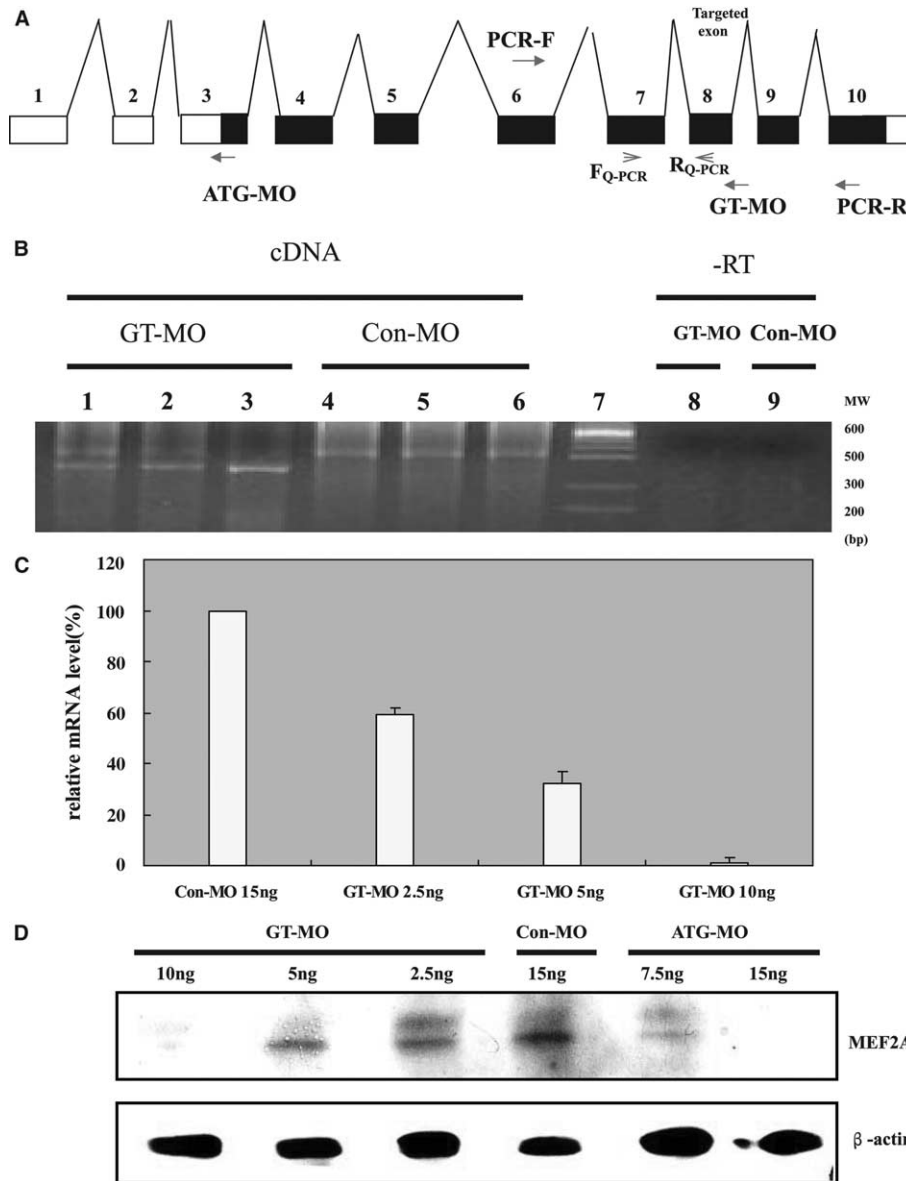 A
Targeted
exon
PCR-F
1 2 3 4 5 6 7 8 9 10
F Q-PCR
R Q-PCR
ATG-MO
GT-MO
PCR-R
B
cDNA
-RT
GT-MO
Con-MO
GT-MO
Con-MO
1 2 3 4 5 6 7 8 9
MW
600
500
300
200
(bp)
C
relative mRNA level(%)
120
100
80
60
40
20
0
Con-MO 15ng
GT-MO 2.5ng
GT-MO 5ng
GT-MO 10ng
D
GT-MO
Con-MO
ATG-MO
10ng
5ng
2.5ng
15ng
7.5ng
15ng
MEF2A
β-actin